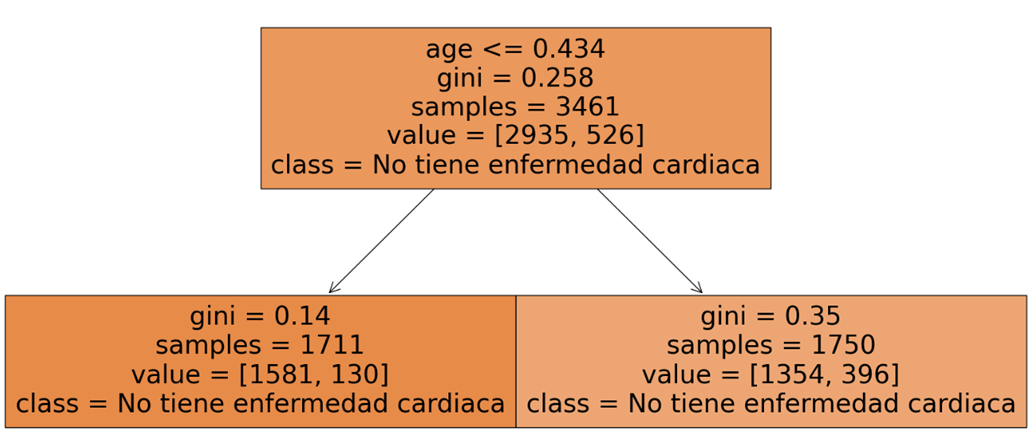 age <= 0.434
gini = 0.258
samples = 3461
value = [2935, 526]
class = No tiene enfermedad cardiaca
gini = 0.14
samples = 1711
value = [1581, 130]
class = No tiene enfermedad cardiaca
gini = 0.35
samples = 1750
value = [1354, 396]
class = No tiene enfermedad cardiaca